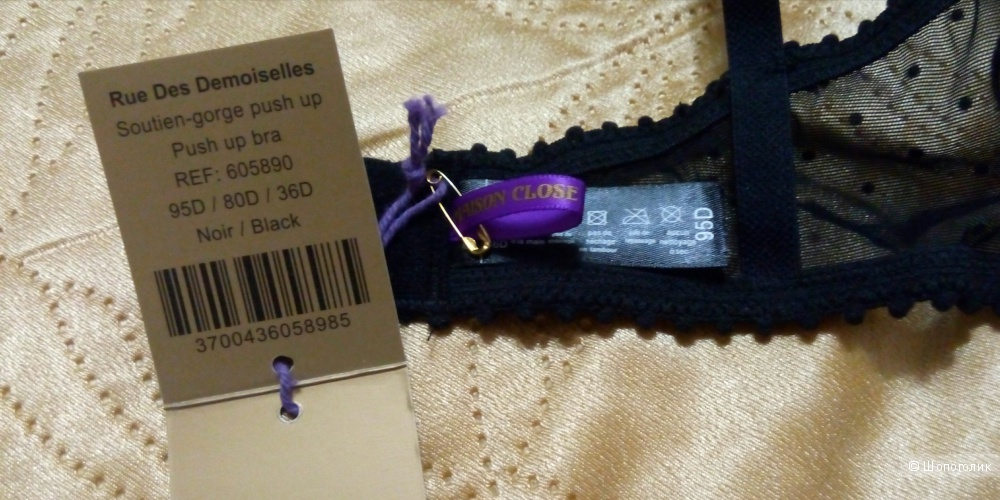 Rue Des Demoiselles
Soutien-gorge push up
Push up bra
REF: 605890
95D / 80D / 36D
Noir / Black
3700436058985
CLOSE
95D
© Шопоголик